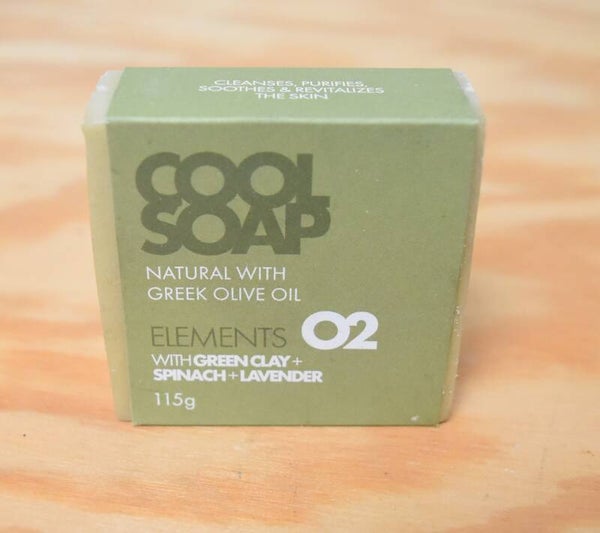 CLEANSES, PURIFIES,
SOOTHES & REVITALIZES
THE SKIN
COOL
SOAP
NATURAL WITH
GREEK OLIVE OIL
ELEMENTS 02
WITH GREEN CLAY +
SPINACH + LAVENDER
115g